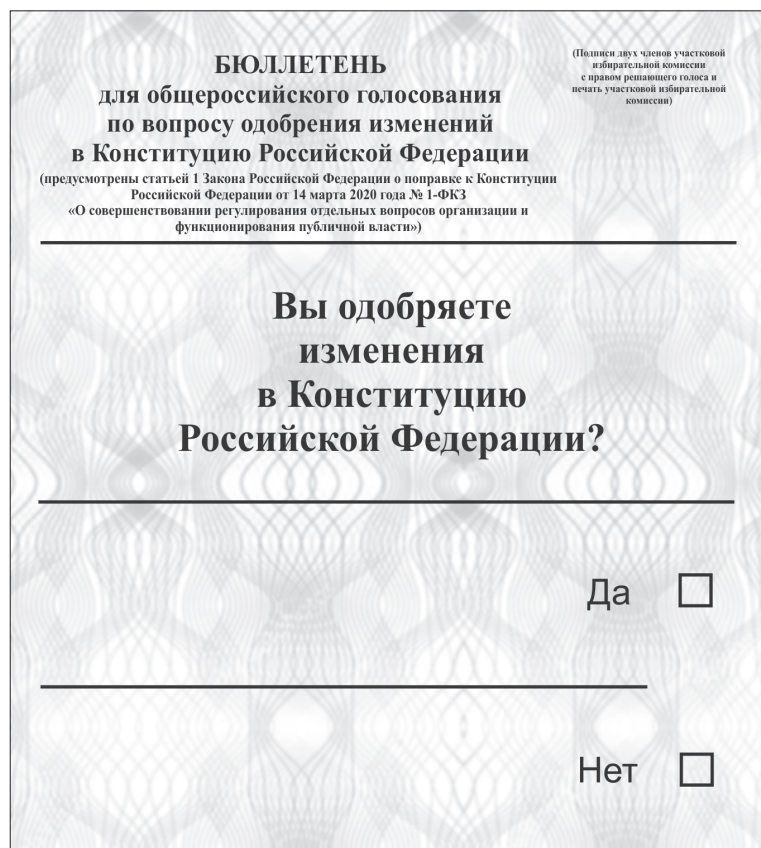 БЮЛЛЕТЕНЬ
для общероссийского голосования
по вопросу одобрения изменений
в Конституцию Российской Федерации
(предусмотрены статьей 1 Закона Российской Федерации о поправке к Конституции
Российской Федерации от 14 марта 2020 года № 1-ФКЗ
«О совершенствовании регулирования отдельных вопросов организации и
функционирования публичной власти»)
(Подписи двух членов участковой
избирательной комиссии
с правом решающего голоса и
печать участковой избирательной
комиссии)
Вы одобряете
изменения
в Конституцию
Российской Федерации?
Да
Нет